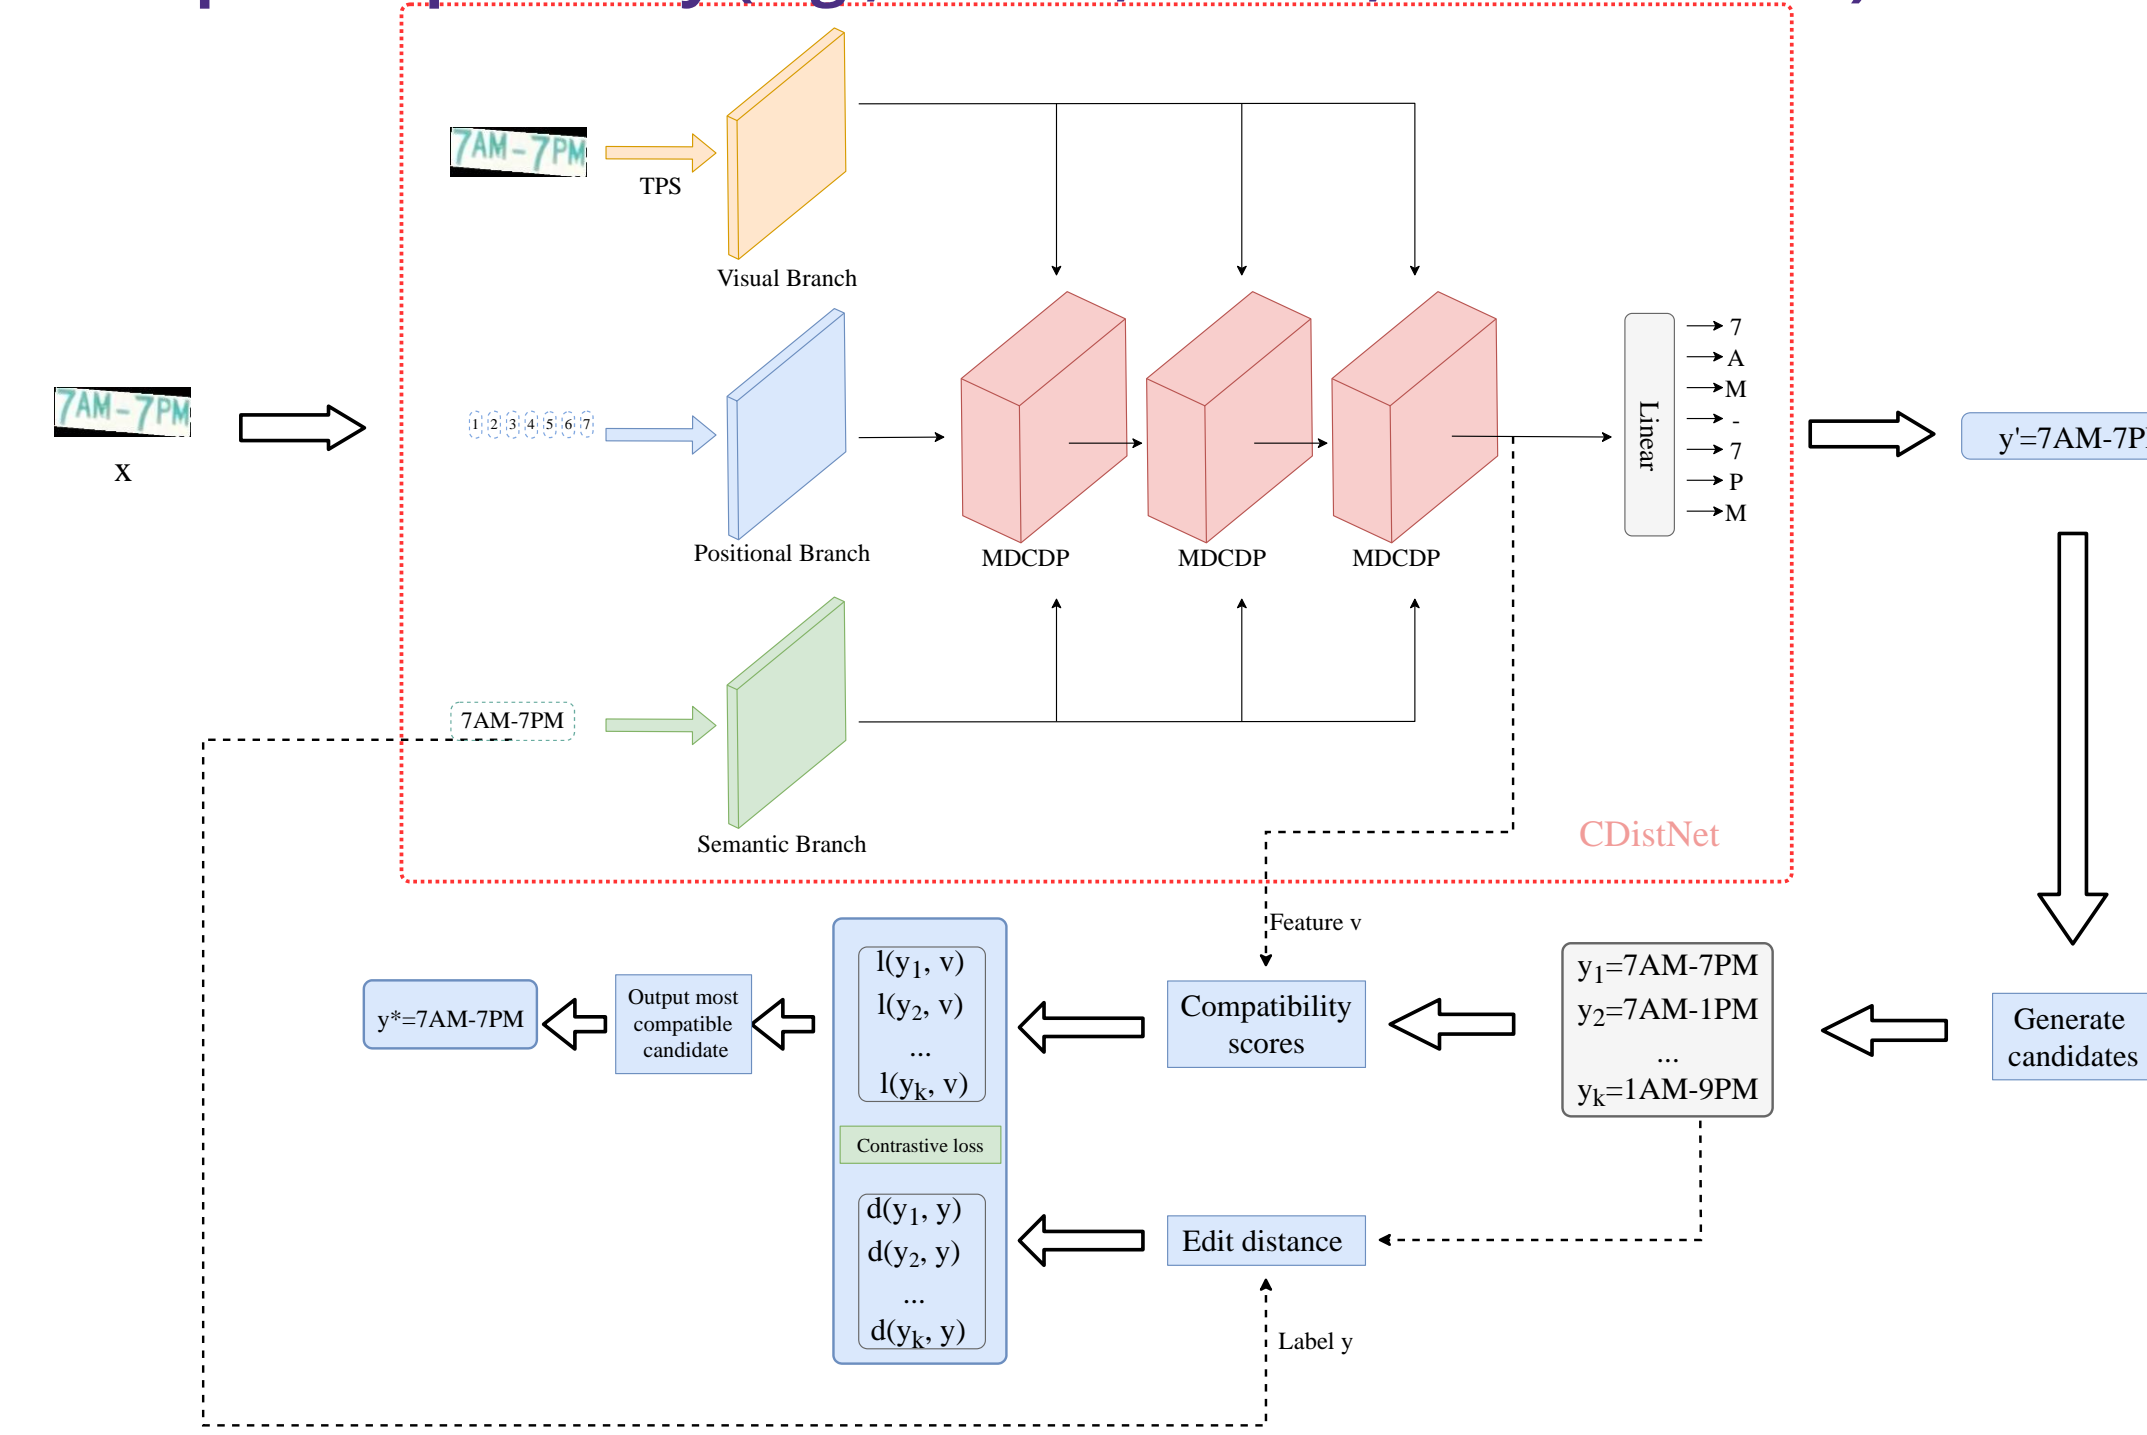 7AM-7PM
TPS
Visual Branch
7AM-7PM
x
1 2 3 4 5 6 7
Positional Branch
MDCDP
MDCDP
MDCDP
Linear
7
A
M
-
7
P
M
7AM-7PM
Semantic Branch
CDistNet
Feature v
y'=7AM-7P
Generate
candidates
y1=7AM-7PM
y2=7AM-1PM
...
yk=1AM-9PM
Compatibility
scores
l(y1, v)
l(y2, v)
...
l(yk, v)
Output most
compatible
candidate
y*=7AM-7PM
Contrastive loss
d(y1, y)
d(y2, y)
...
d(yk, y)
Edit distance
Label y